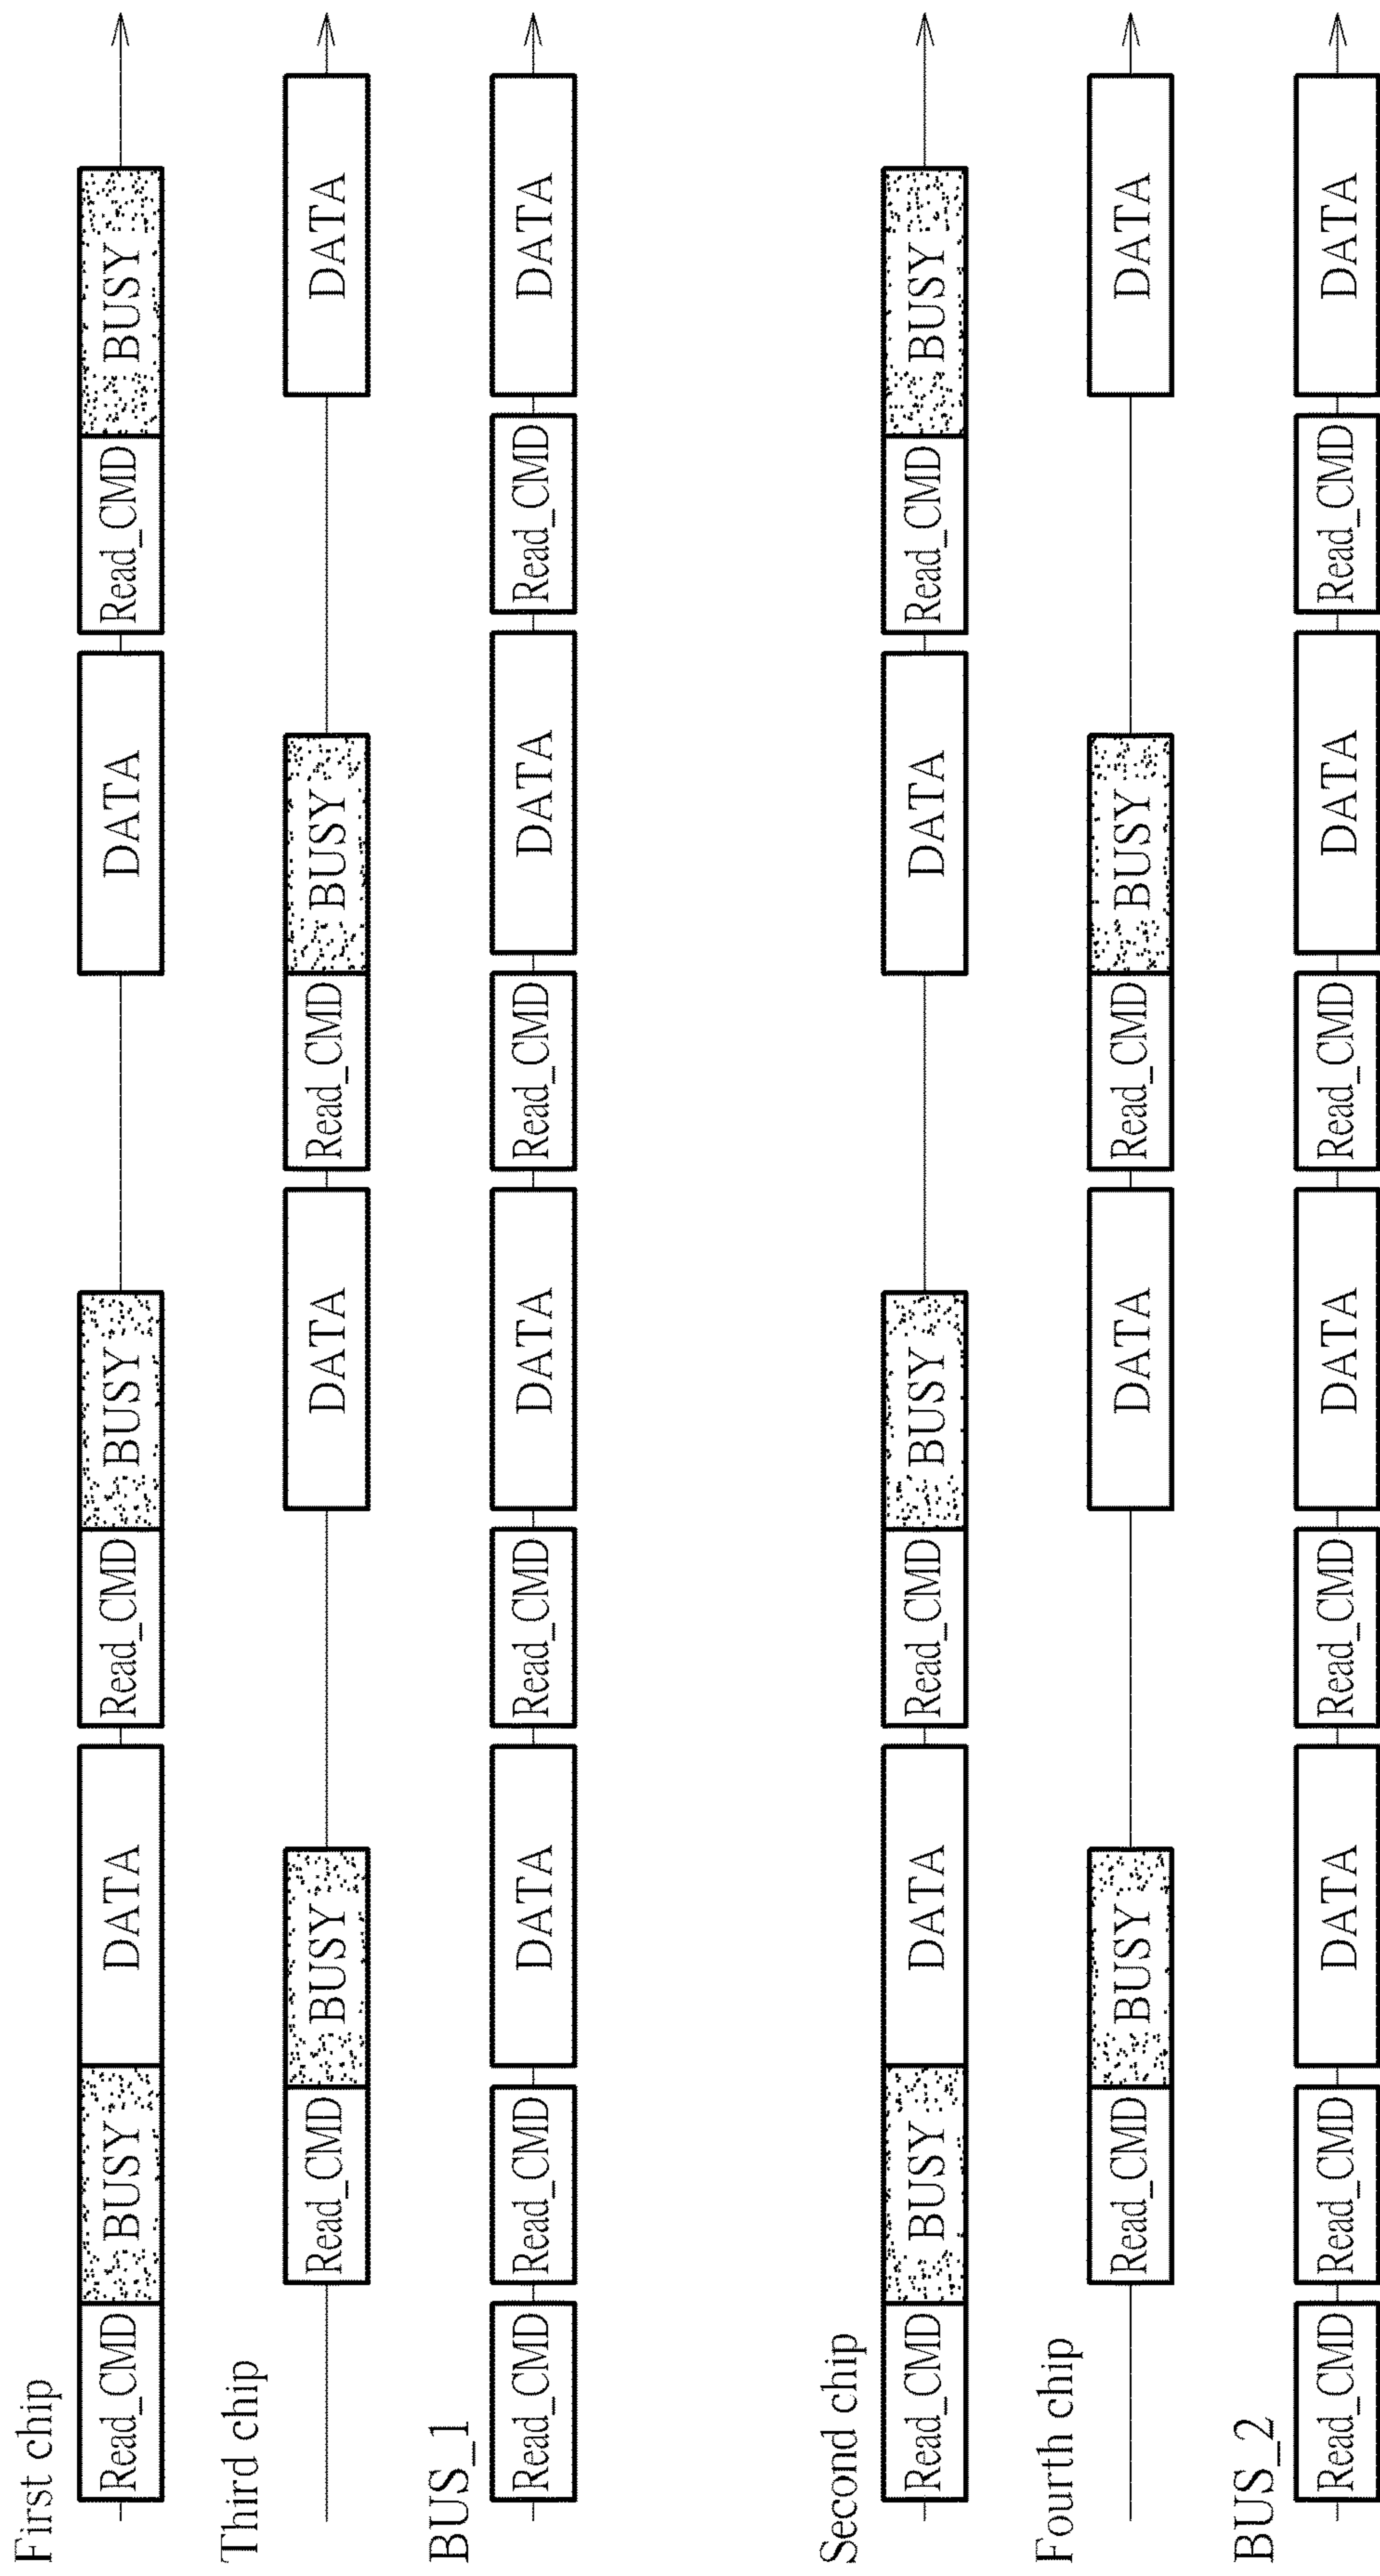 First chip
Read_CMD BUSY DATA Read_CMD BUSY DATA Read_CMD BUSY
Third chip
Read_CMD BUSY DATA Read_CMD BUSY DATA
BUS_1
Read_CMD Read_CMD DATA Read_CMD DATA Read_CMD DATA Read_CMD DATA
Second chip
Read_CMD BUSY DATA Read_CMD BUSY DATA Read_CMD BUSY
Fourth chip
Read_CMD BUSY DATA Read_CMD BUSY DATA
BUS_2
Read_CMD Read_CMD DATA Read_CMD DATA Read_CMD DATA Read_CMD DATA